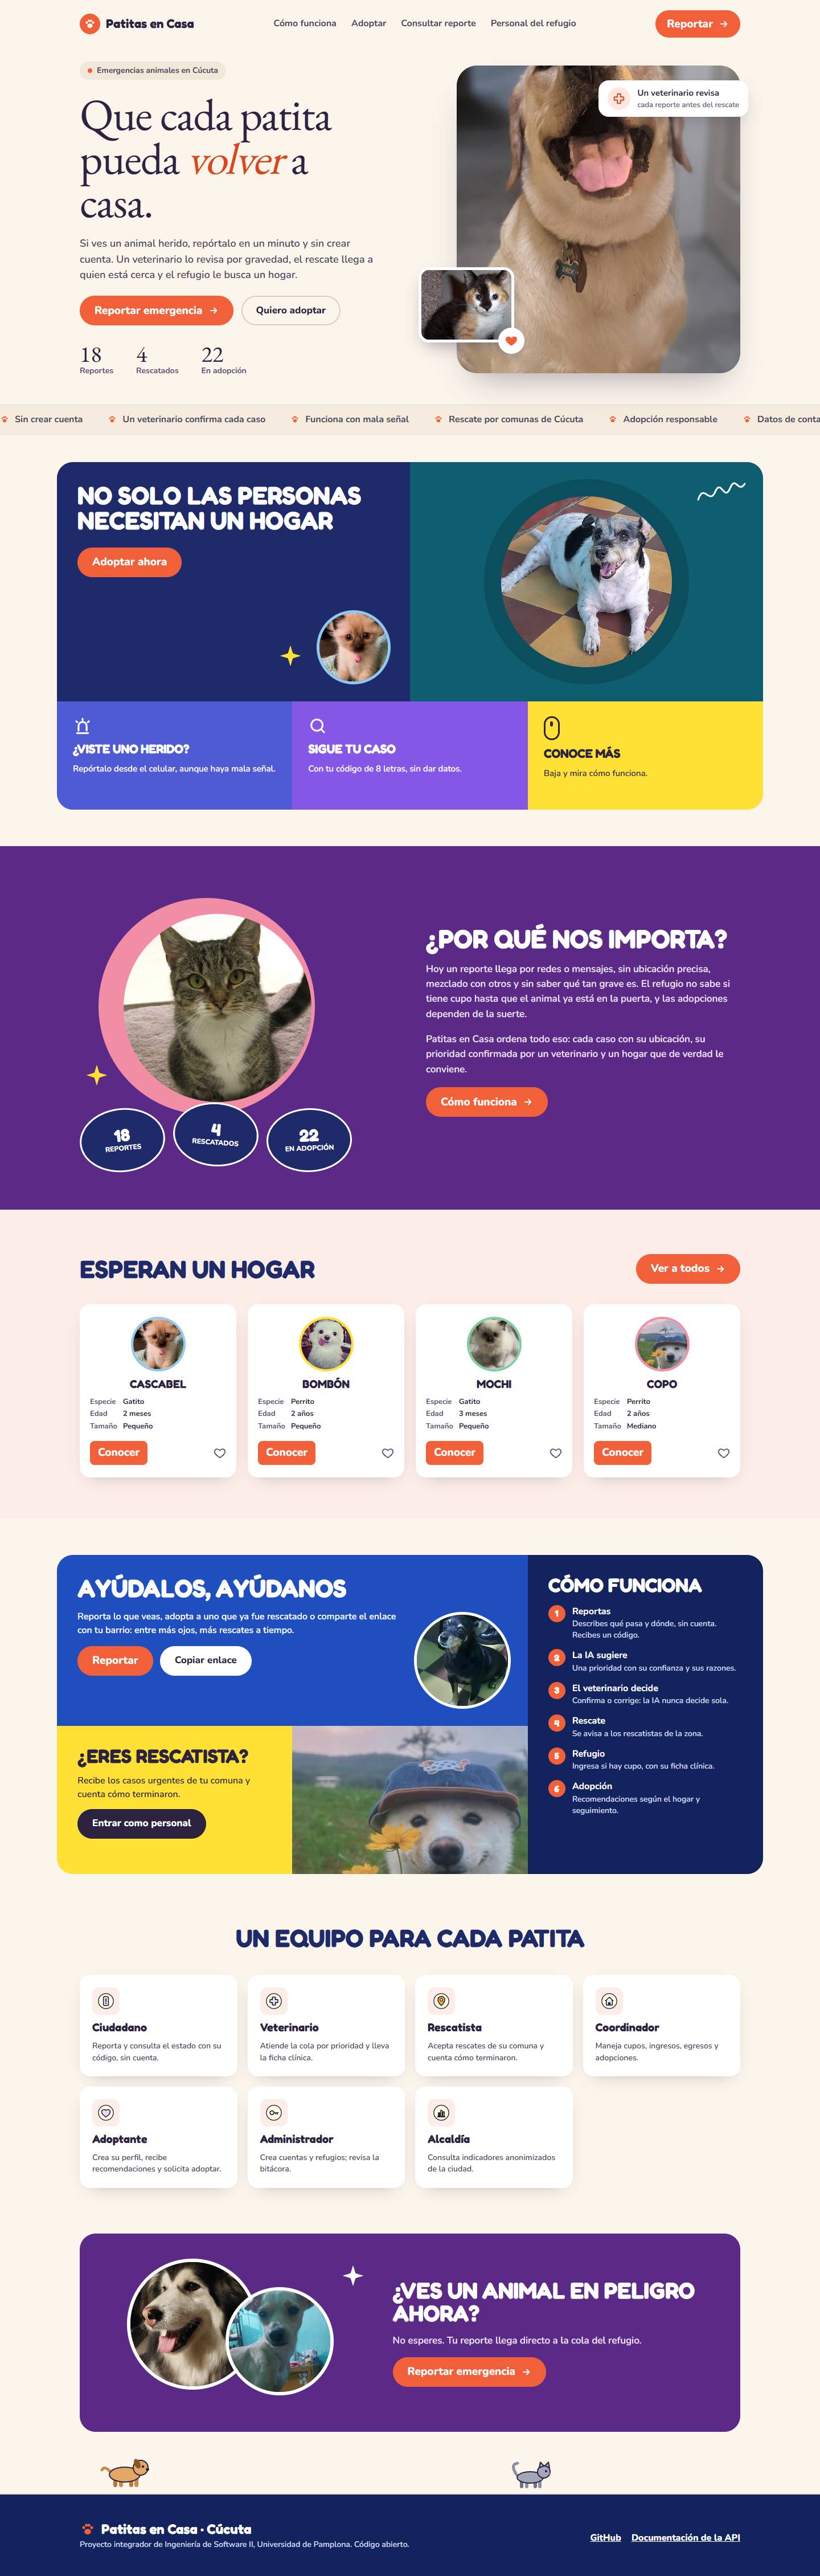 Patitas en Casa
Cómo funciona
Adoptar
Consultar reporte
Personal del refugio
Reportar →
Emergencias animales en Cúcuta
Que cada patita
pueda volver a
casa.
Si ves un animal herido, repórtalo en un minuto y sin crear
cuenta. Un veterinario lo revisa por gravedad, el rescate llega a
quien está cerca y el refugio le busca un hogar.
Reportar emergencia →
Quiero adoptar
18
Reportes
4
Rescatados
22
En adopción
Un veterinario revisa
cada reporte antes del rescate
Sin crear cuenta
Un veterinario confirma cada caso
Funciona con mala señal
Rescate por comunas de Cúcuta
Adopción responsable
Datos de conta
NO SOLO LAS PERSONAS
NECESITAN UN HOGAR
Adoptar ahora
¿VISTE UNO HERIDO?
Repórtalo desde el celular, aunque haya mala señal.
SIGUE TU CASO
Con tu código de 8 letras, sin dar datos.
CONOCE MÁS
Baja y mira cómo funciona.
18
REPORTES
4
RESCATADOS
22
EN ADOPCIÓN
¿POR QUÉ NOS IMPORTA?
Hoy un reporte llega por redes o mensajes, sin ubicación precisa,
mezclado con otros y sin saber qué tan grave es. El refugio no sabe si
tiene cupo hasta que el animal ya está en la puerta, y las adopciones
dependen de la suerte.
Patitas en Casa ordena todo eso: cada caso con su ubicación, su
prioridad confirmada por un veterinario y un hogar que de verdad le
conviene.
Cómo funciona →
ESPERAN UN HOGAR
Ver a todos →
CASCABEL
Especie Gatito
Edad 2 meses
Tamaño Pequeño
Conocer
BOMBÓN
Especie Perrito
Edad 2 años
Tamaño Pequeño
Conocer
MOCHI
Especie Gatito
Edad 3 meses
Tamaño Pequeño
Conocer
COPO
Especie Perrito
Edad 2 años
Tamaño Mediano
Conocer
AYÚDALOS, AYÚDANOS
Reporta lo que veas, adopta a uno que ya fue rescatado o comparte el enlace
con tu barrio: entre más ojos, más rescates a tiempo.
Reportar
Copiar enlace
¿ERES RESCATISTA?
Recibe los casos urgentes de tu comuna y
cuenta cómo terminaron.
Entrar como personal
CÓMO FUNCIONA
1 Reportas
Describes qué pasa y dónde, sin cuenta.
Recibes un código.
2 La IA sugiere
Una prioridad con su confianza y sus razones.
3 El veterinario decide
Confirma o corrige: la IA nunca decide sola.
4 Rescate
Se avisa a los rescatistas de la zona.
5 Refugio
Ingresa si hay cupo, con su ficha clínica.
6 Adopción
Recomendaciones según el hogar y
seguimiento.
UN EQUIPO PARA CADA PATITA
Ciudadano
Reporta y consulta el estado con su
código, sin cuenta.
Veterinario
Atiende la cola por prioridad y lleva
la ficha clínica.
Rescatista
Acepta rescates de su comuna y
cuenta cómo terminaron.
Coordinador
Maneja cupos, ingresos, egresos y
adopciones.
Adoptante
Crea su perfil, recibe
recomendaciones y solicita adoptar.
Administrador
Crea cuentas y refugios; revisa la
bitácora.
Alcaldía
Consulta indicadores anonimizados
de la ciudad.
¿VES UN ANIMAL EN PELIGRO
AHORA?
No esperes. Tu reporte llega directo a la cola del refugio.
Reportar emergencia →
Patitas en Casa · Cúcuta
Proyecto integrador de Ingeniería de Software II, Universidad de Pamplona. Código abierto.
GitHub
Documentación de la API